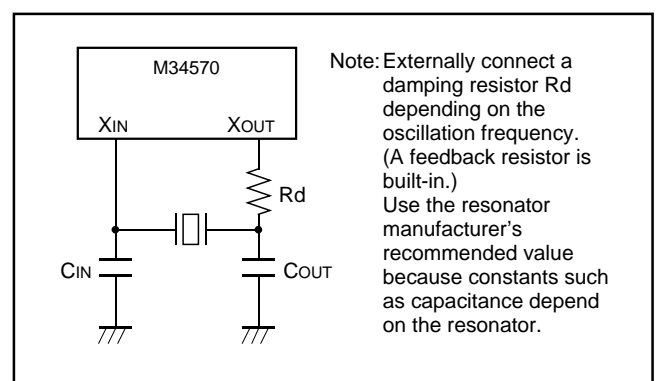 M34570
XIN
XOUT
Rd
CIN
COUT
Note: Externally connect a
damping resistor Rd
depending on the
oscillation frequency.
(A feedback resistor is
built-in.)
Use the resonator
manufacturer's
recommended value
because constants such
as capacitance depend
on the resonator.